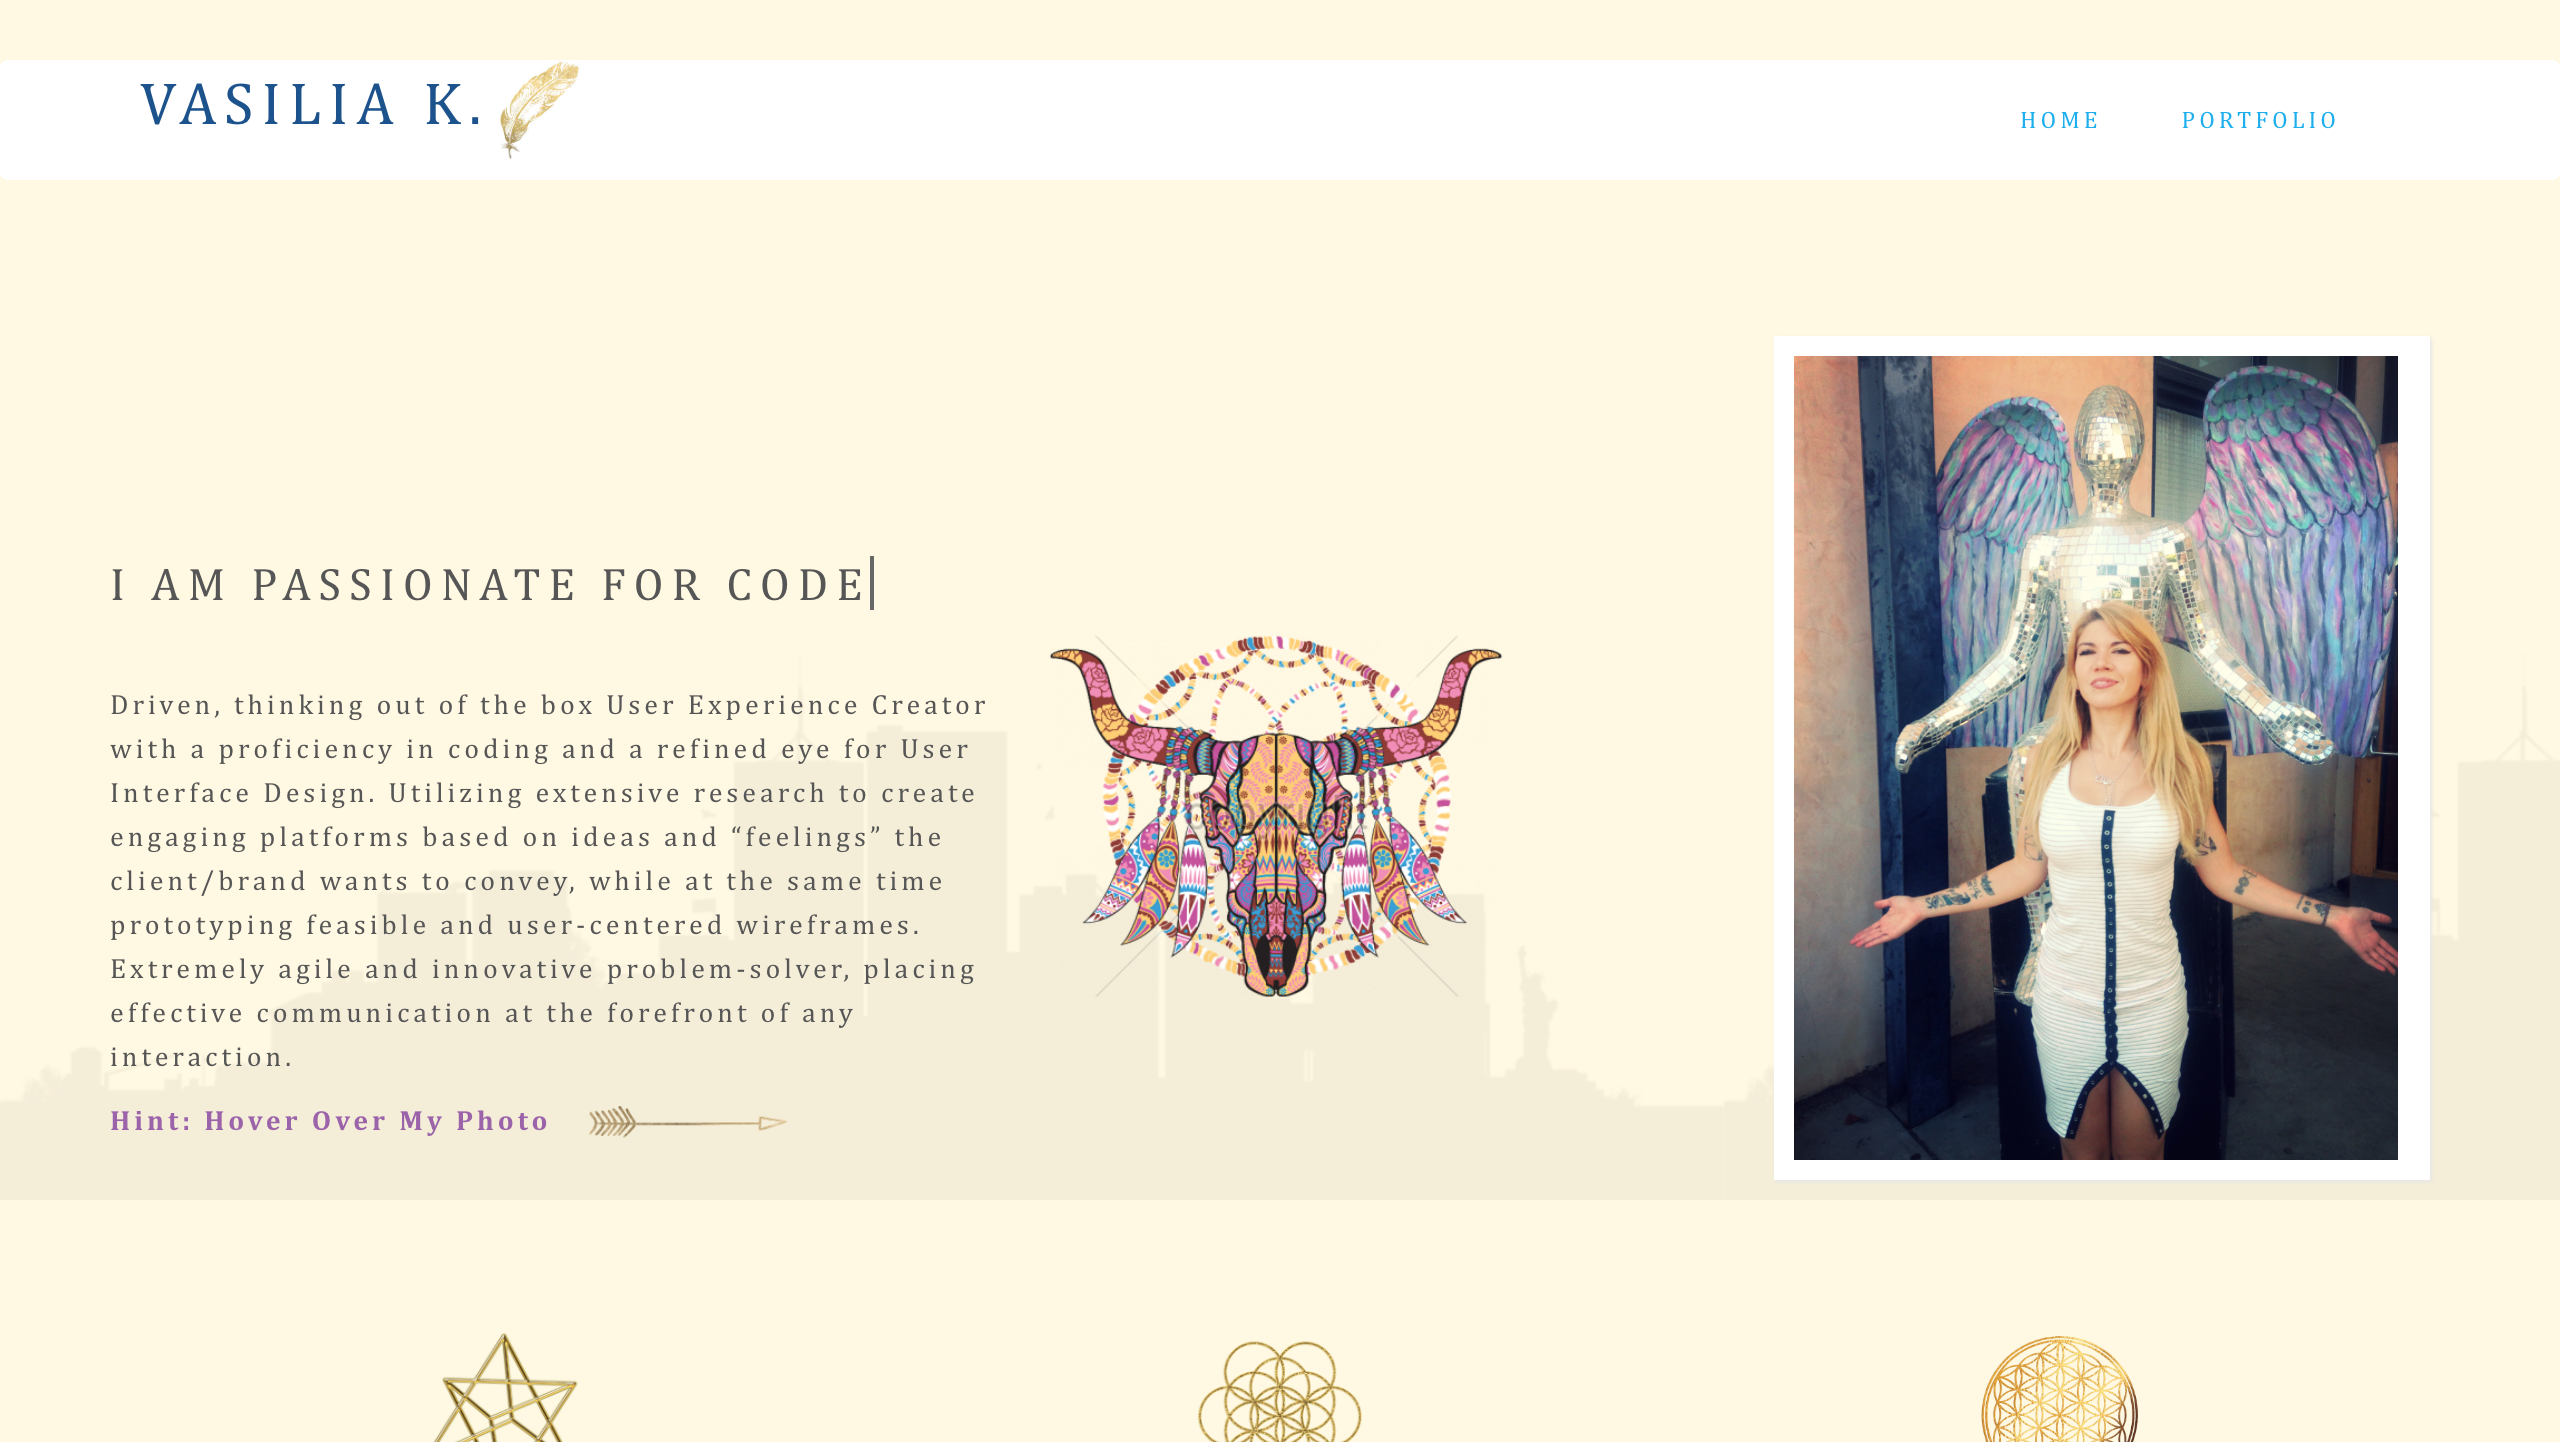 VASILIA K.
HOME
PORTFOLIO
I AM PASSIONATE FOR CODE
Driven, thinking out of the box User Experience Creator
with a proficiency in coding and a refined eye for User
Interface Design. Utilizing extensive research to create
engaging platforms based on ideas and “feelings” the
client/brand wants to convey, while at the same time
prototyping feasible and user-centered wireframes.
Extremely agile and innovative problem-solver, placing
effective communication at the forefront of any
interaction.
Hint: Hover Over My Photo